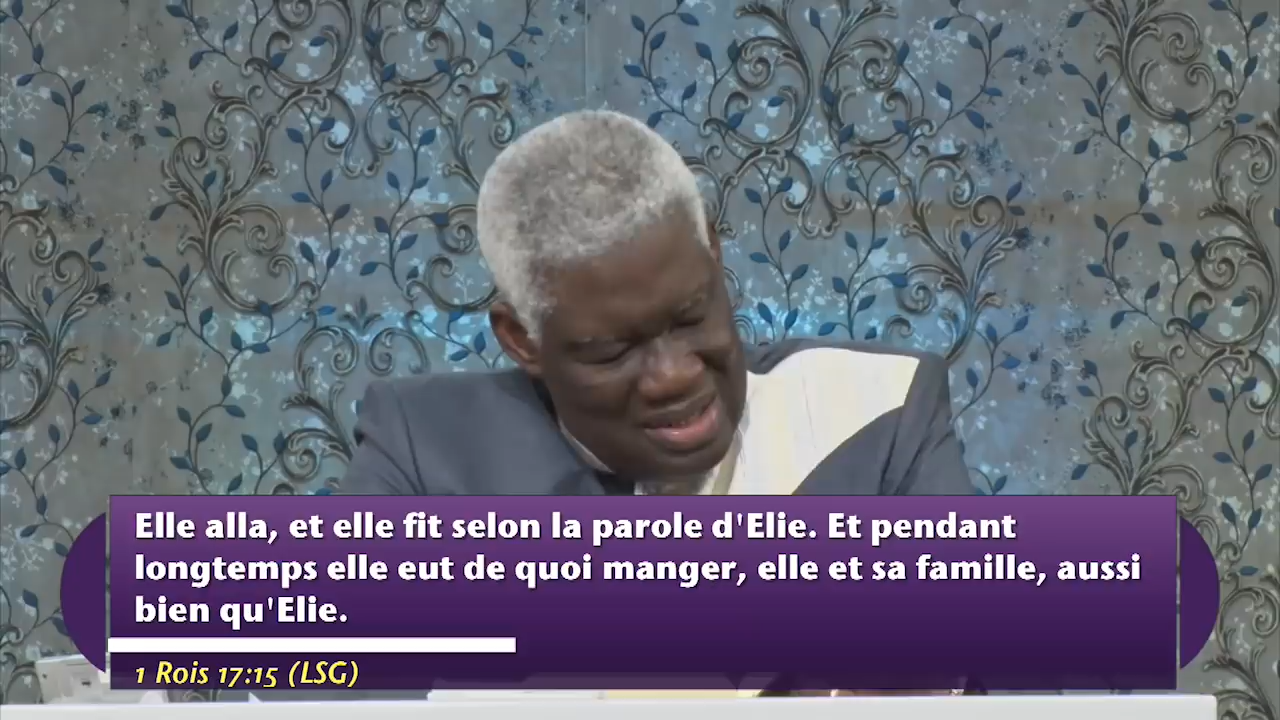 Elle alla, et elle fit selon la parole d'Elie. Et pendant
longtemps elle eut de quoi manger, elle et sa famille, aussi
bien qu'Elie.
1 Rois 17:15 (LSG)